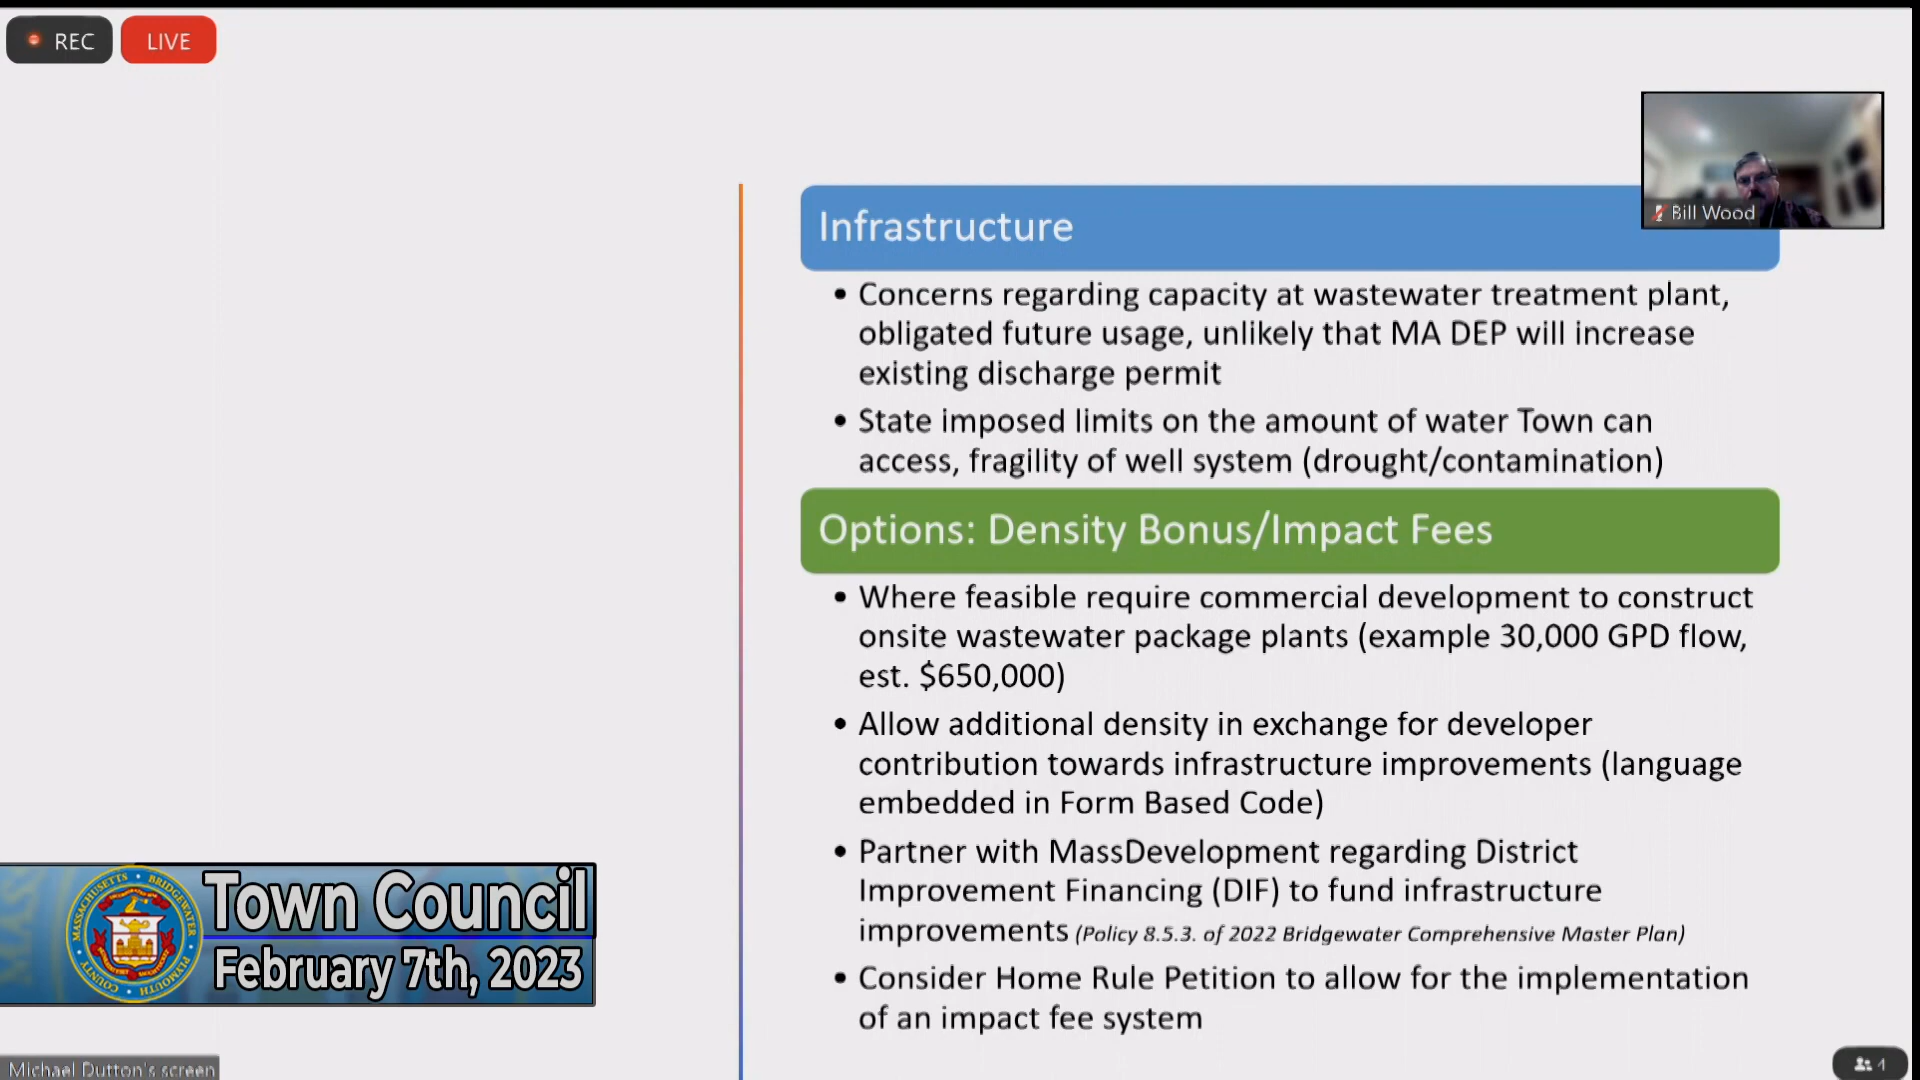 REC
LIVE
Bill Wood
Infrastructure
• Concerns regarding capacity at wastewater treatment plant,
obligated future usage, unlikely that MA DEP will increase
existing discharge permit
• State imposed limits on the amount of water Town can
access, fragility of well system (drought/contamination)
Options: Density Bonus/Impact Fees
• Where feasible require commercial development to construct
onsite wastewater package plants (example 30,000 GPD flow,
est. $650,000)
• Allow additional density in exchange for developer
contribution towards infrastructure improvements (language
embedded in Form Based Code)
• Partner with MassDevelopment regarding District
Improvement Financing (DIF) to fund infrastructure
improvements (Policy 8.5.3. of 2022 Bridgewater Comprehensive Master Plan)
• Consider Home Rule Petition to allow for the implementation
of an impact fee system
MASSACHUSETTS • BRIDGEWATER
PLYMOUTH COUNTY
Town Council
February 7th, 2023
Michael Dutton's screen
4